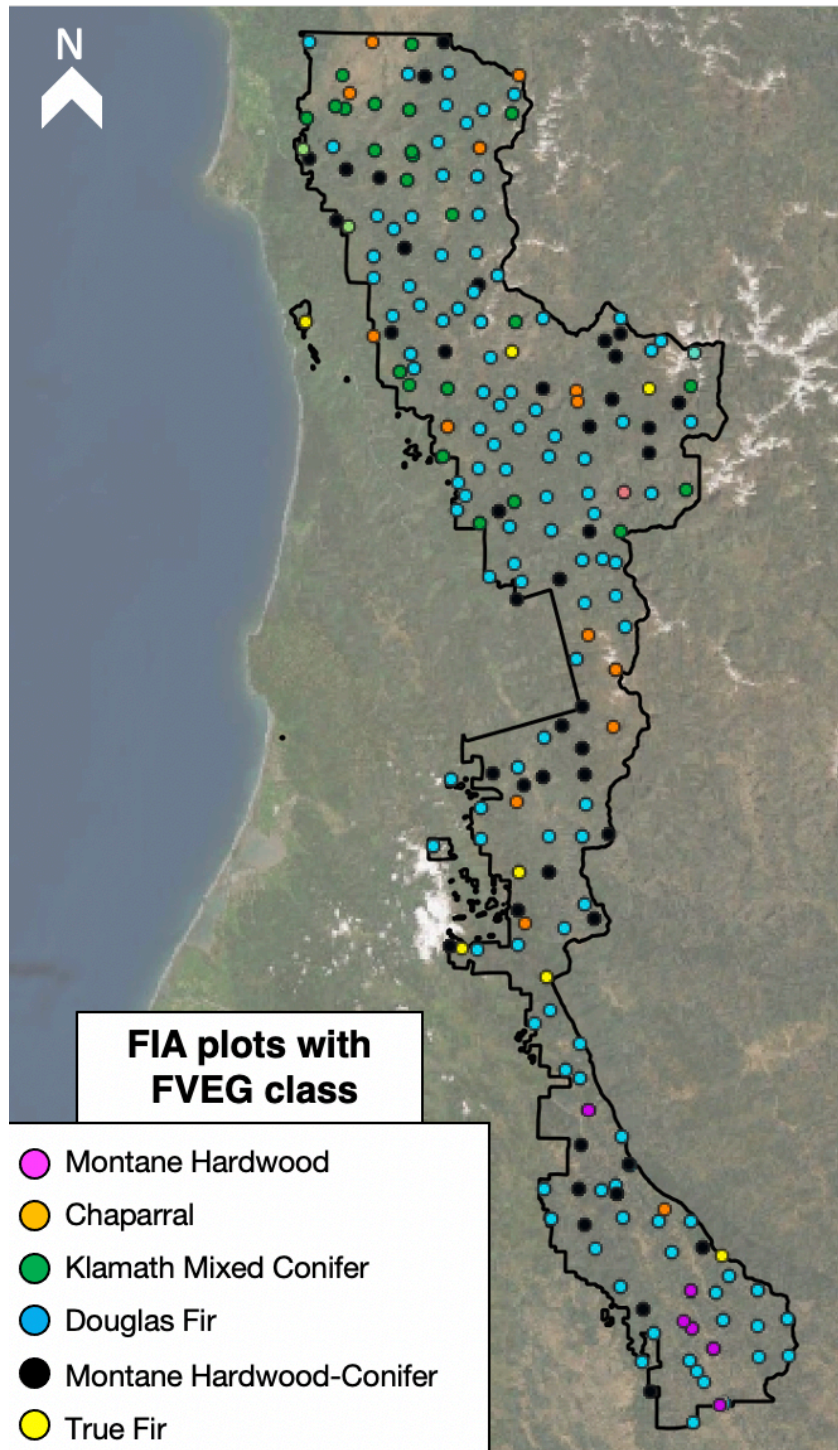 N
FIA plots with
FVEG class
Montane Hardwood
Chaparral
Klamath Mixed Conifer
Douglas Fir
Montane Hardwood-Conifer
True Fir